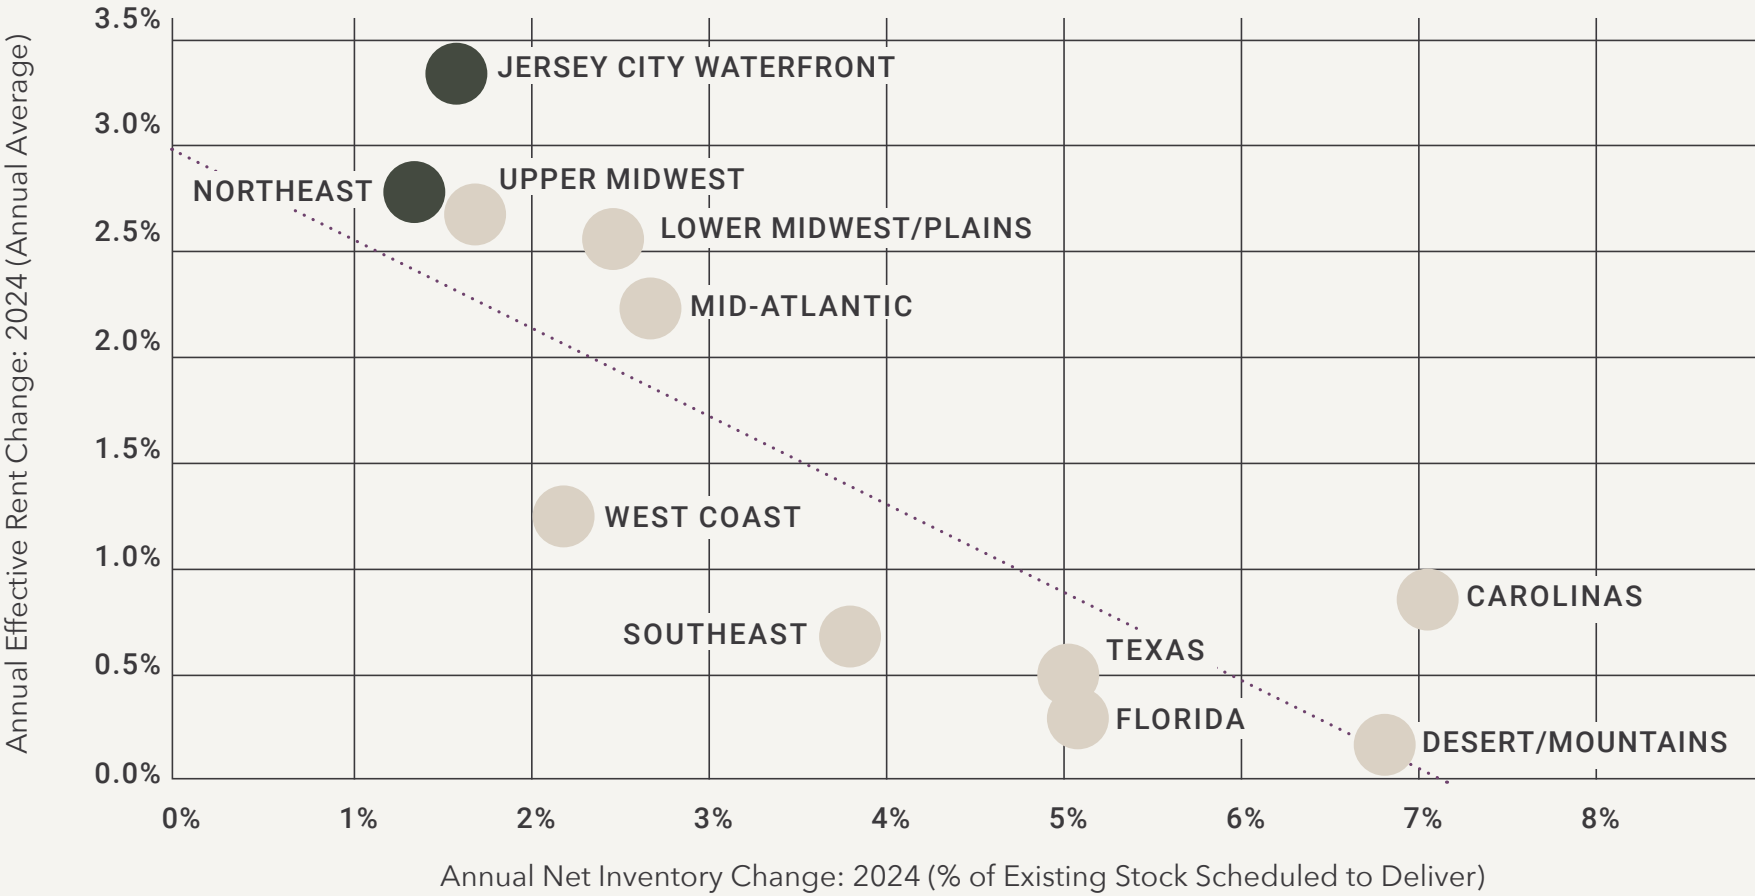 3.5%
JERSEY CITY WATERFRONT
3.0%
UPPER MIDWEST
NORTHEAST
LOWER MIDWEST/PLAINS
2.5%
MID-ATLANTIC
2.0%
1.5%
WEST COAST
1.0%
CAROLINAS
SOUTHEAST
TEXAS
0.5%
FLORIDA
DESERT/MOUNTAINS
0.0%
0% 1% 2% 3% 4% 5% 6% 7% 8%
Annual Net Inventory Change: 2024 (% of Existing Stock Scheduled to Deliver)
Annual Effective Rent Change: 2024 (Annual Average)